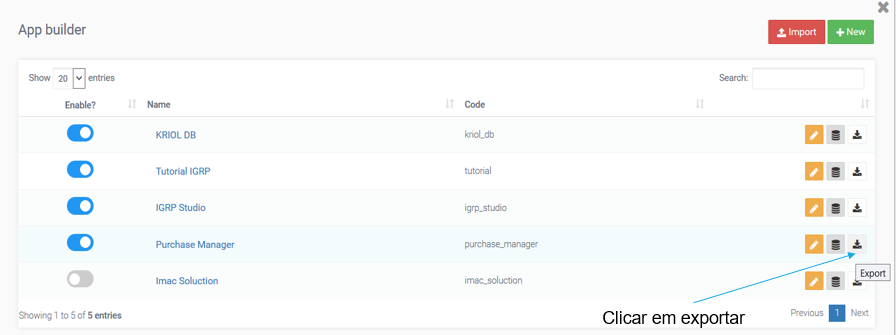 App builder
Import
New
Show 20 entries
Search:
Enable? Name Code
KRIOL DB kriol_db
Tutorial IGRP tutorial
IGRP Studio igrp_studio
Purchase Manager purchase_manager
Export
Imac Soluction imac_soluction
Showing 1 to 5 of 5 entries
Clicar em exportar
Previous 1 Next